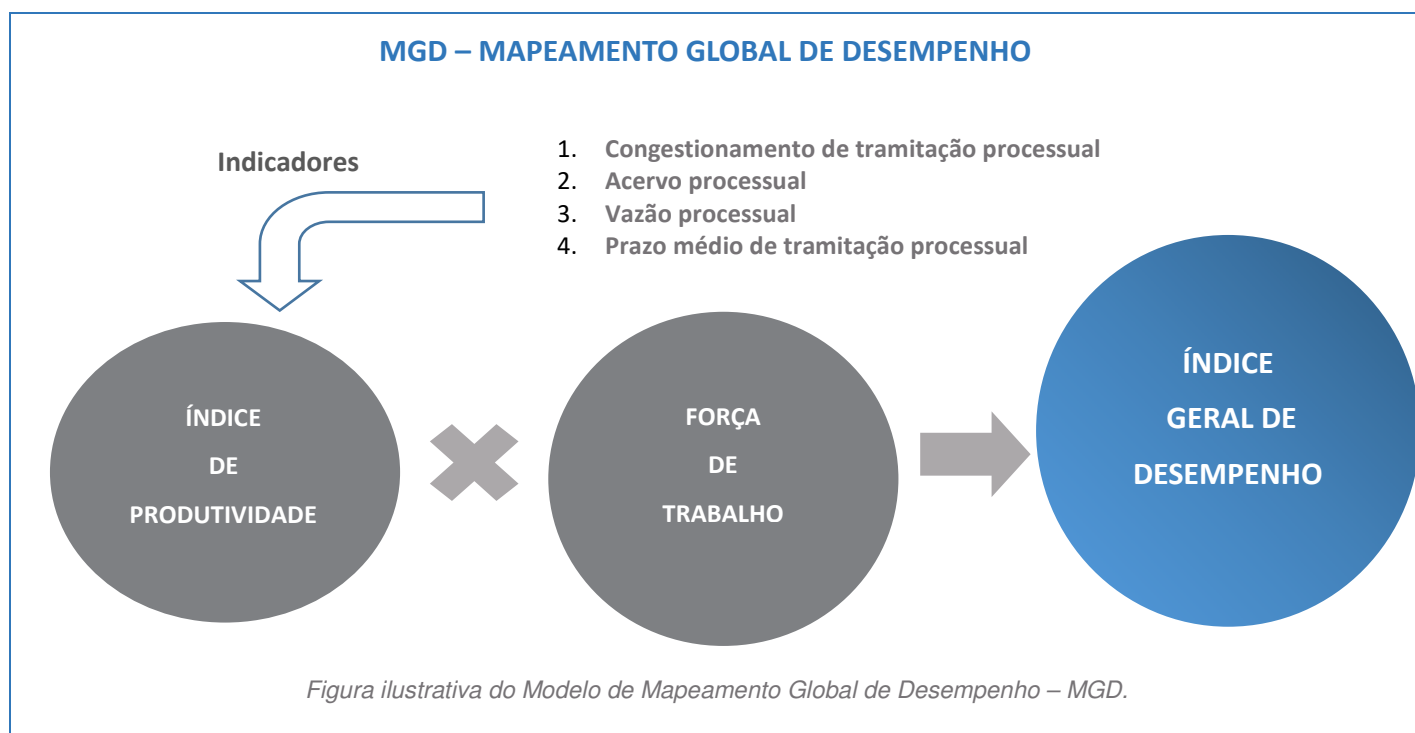 MGD – MAPEAMENTO GLOBAL DE DESEMPENHO
Indicadores
1. Congestionamento de tramitação processual
2. Acervo processual
3. Vazão processual
4. Prazo médio de tramitação processual
ÍNDICE
DE
PRODUTIVIDADE
FORÇA
DE
TRABALHO
ÍNDICE
GERAL DE
DESEMPENHO
Figura ilustrativa do Modelo de Mapeamento Global de Desempenho – MGD.